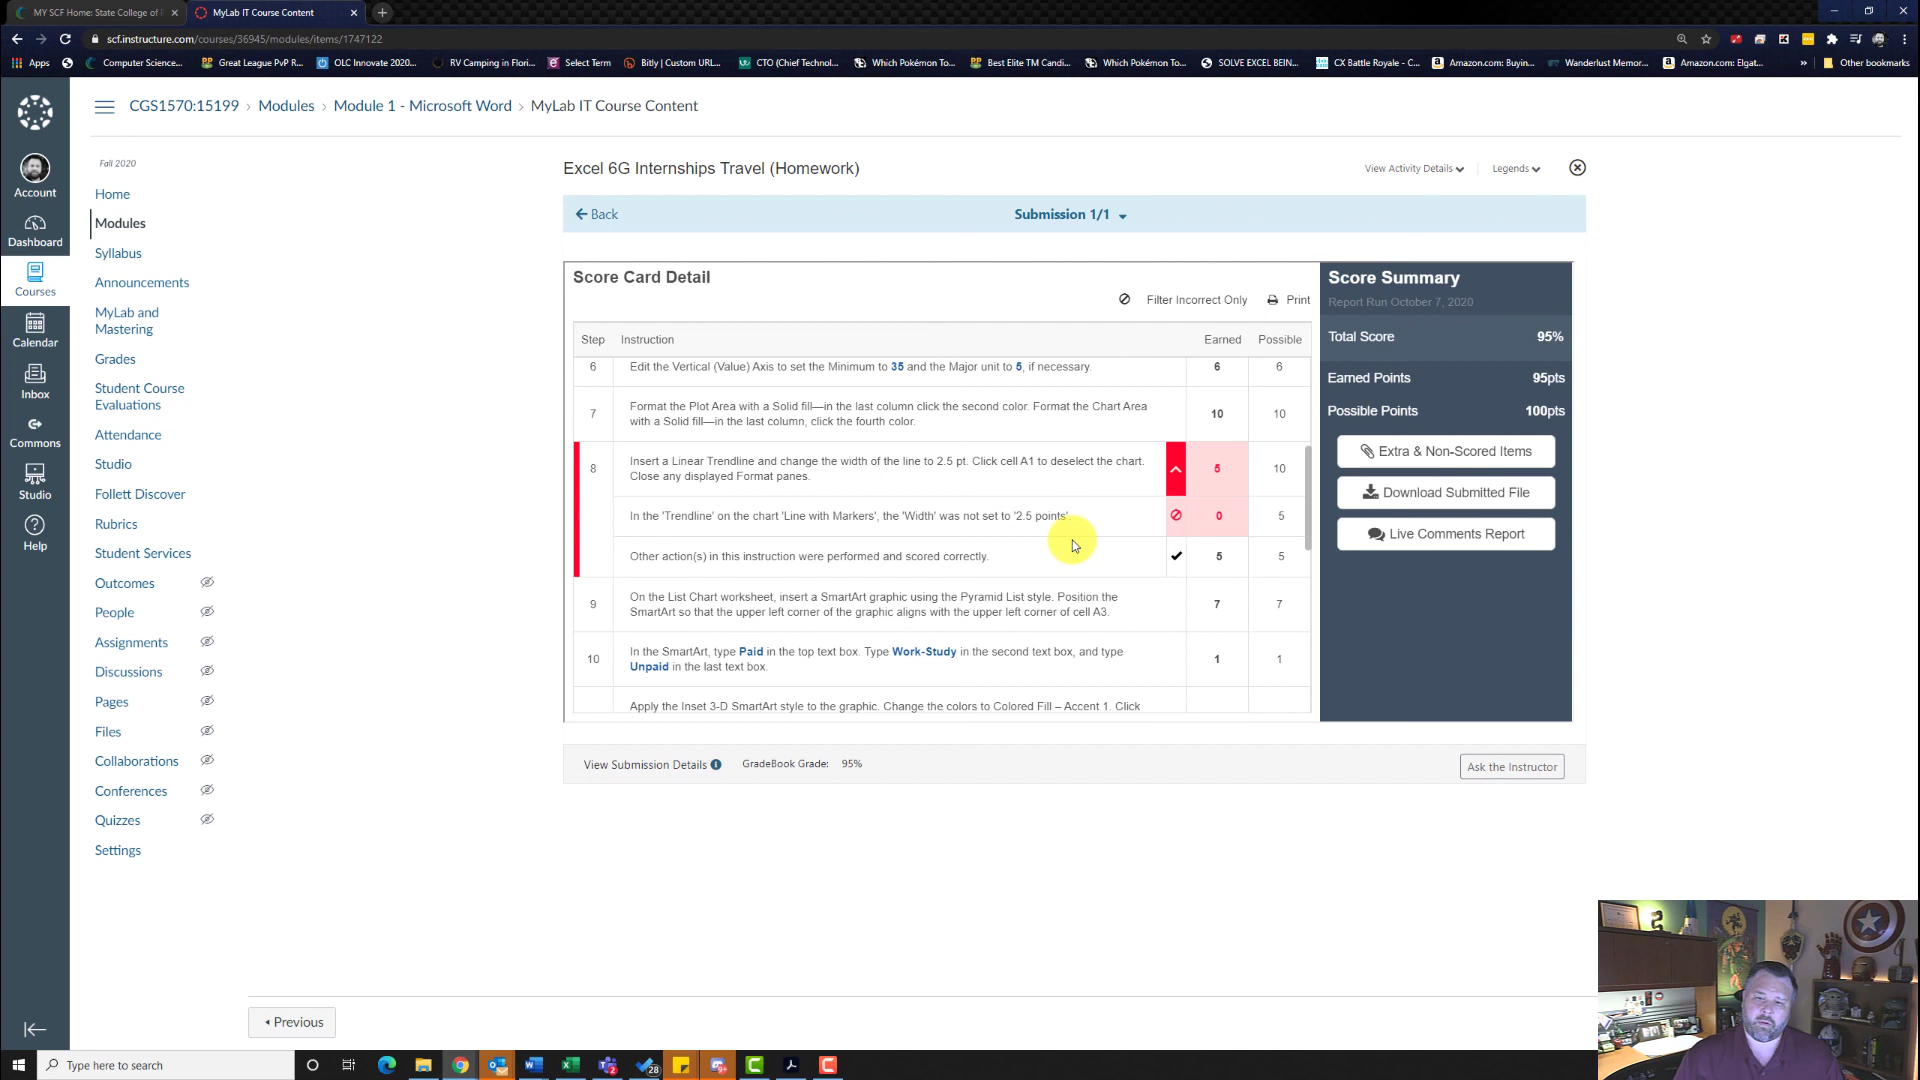 MY SCF Home: State College of F
MyLab IT Course Content
scf.instructure.com/courses/36945/modules/items/1747122
Apps
Computer Science...
Great League PvP R...
OLC Innovate 2020...
RV Camping in Flori...
Select Term
Bitly | Custom URL...
CTO (Chief Technol...
Which Pokémon To...
Best Elite TM Candi...
Which Pokémon To...
SOLVE EXCEL BEIN...
CX Battle Royale - C...
Amazon.com: Buyin...
Wanderlust Memor...
Amazon.com: Elgat...
»
Other bookmarks
CGS1570:15199 › Modules › Module 1 - Microsoft Word › MyLab IT Course Content
Account
Dashboard
Courses
Calendar
Inbox
Commons
Studio
Help
Fall 2020
Home
Modules
Syllabus
Announcements
MyLab and
Mastering
Grades
Student Course
Evaluations
Attendance
Studio
Follett Discover
Rubrics
Student Services
Outcomes
People
Assignments
Discussions
Pages
Files
Collaborations
Conferences
Quizzes
Settings
Excel 6G Internships Travel (Homework)
View Activity Details
Legends
Back
Submission 1/1
Score Card Detail
Filter Incorrect Only
Print
Step Instruction Earned Possible
6 Edit the Vertical (Value) Axis to set the Minimum to 35 and the Major unit to 5, if necessary. 6 6
7 Format the Plot Area with a Solid fill—in the last column click the second color. Format the Chart Area 10 10
with a Solid fill—in the last column, click the fourth color.
8 Insert a Linear Trendline and change the width of the line to 2.5 pt. Click cell A1 to deselect the chart. 5 10
Close any displayed Format panes.
In the 'Trendline' on the chart 'Line with Markers', the 'Width' was not set to '2.5 points'. 0 5
Other action(s) in this instruction were performed and scored correctly. 5 5
9 On the List Chart worksheet, insert a SmartArt graphic using the Pyramid List style. Position the 7 7
SmartArt so that the upper left corner of the graphic aligns with the upper left corner of cell A3.
10 In the SmartArt, type Paid in the top text box. Type Work-Study in the second text box, and type 1 1
Unpaid in the last text box.
Apply the Inset 3-D SmartArt style to the graphic. Change the colors to Colored Fill – Accent 1. Click
Score Summary
Report Run October 7, 2020
Total Score 95%
Earned Points 95pts
Possible Points 100pts
Extra & Non-Scored Items
Download Submitted File
Live Comments Report
View Submission Details
GradeBook Grade: 95%
Ask the Instructor
Previous
Type here to search
2
28